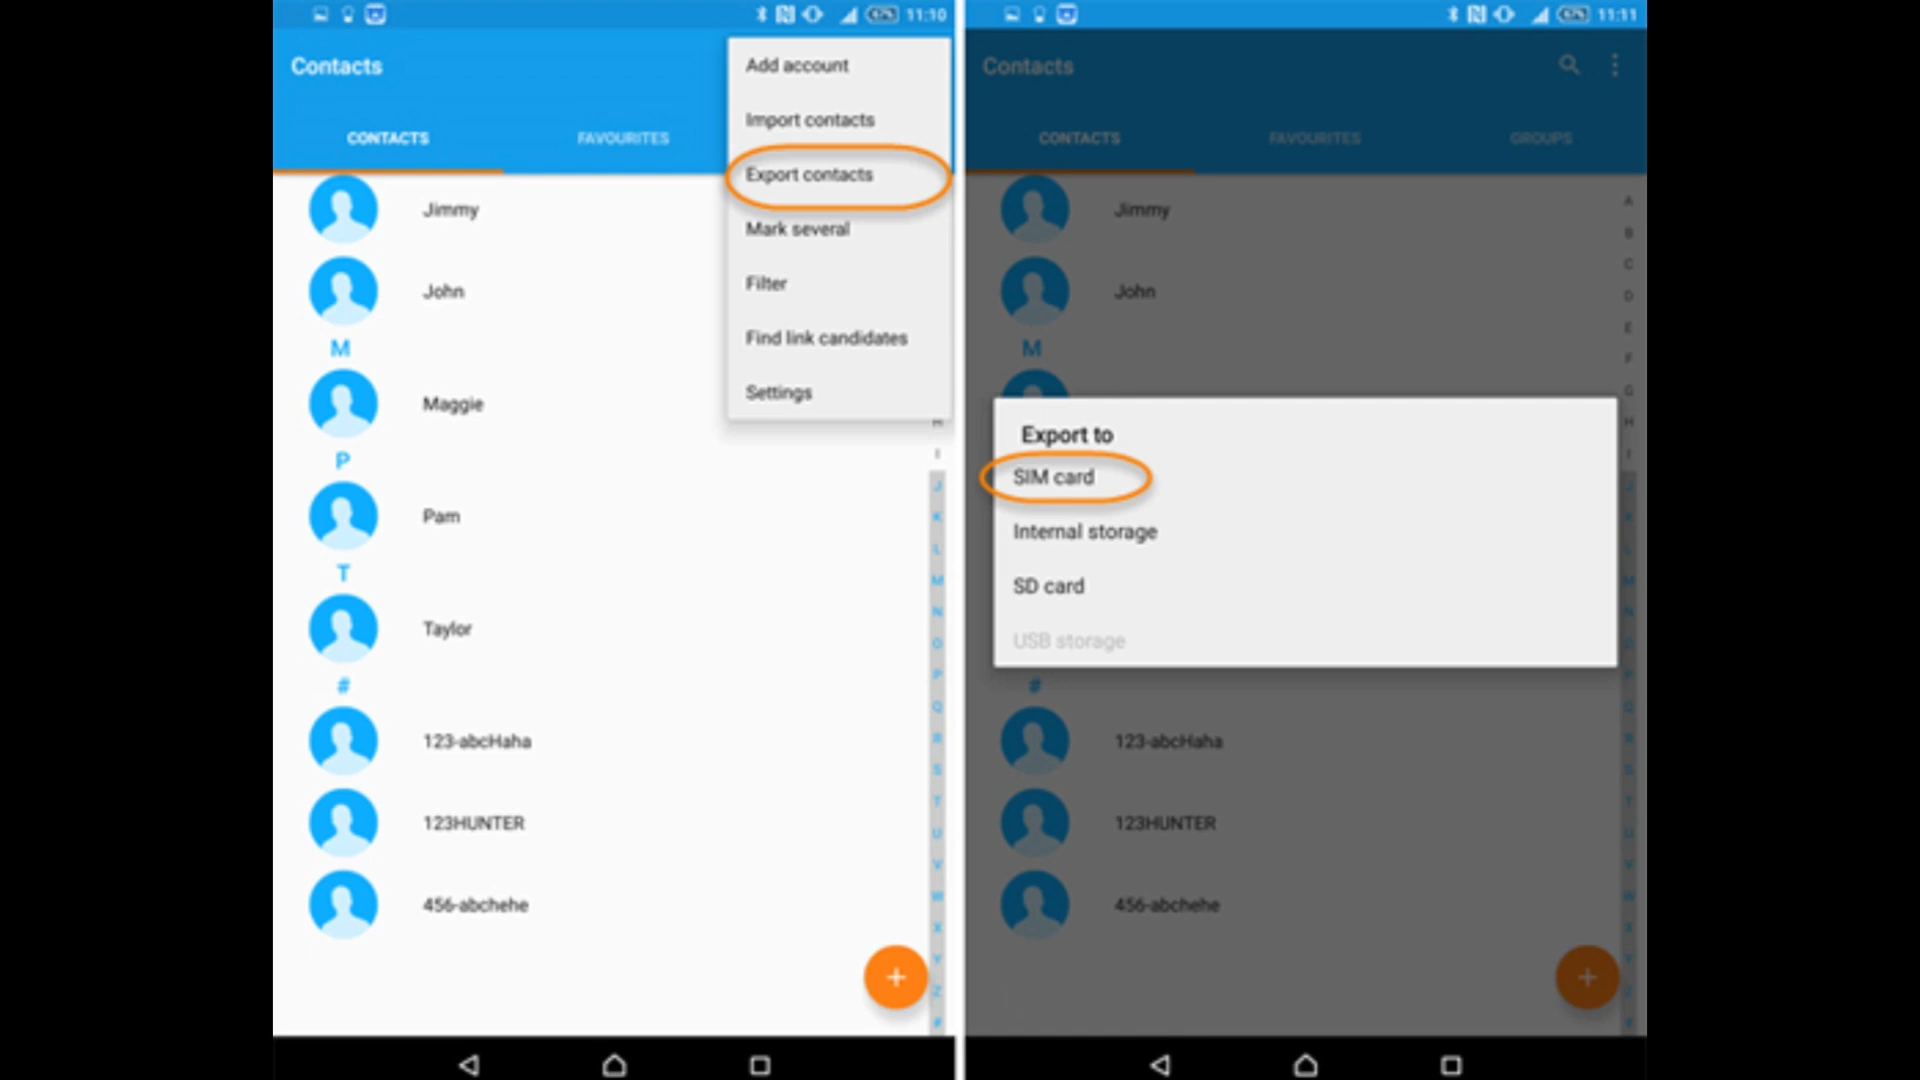 11:10
Contacts
Add account
Import contacts
CONTACTS
FAVOURITES
Export contacts
Jimmy
Mark several
John
Filter
M
Find link candidates
Maggie
Settings
P
H
I
J
K
L
M
N
O
P
Q
R
S
T
U
V
W
X
Y
Z
#
Pam
T
Taylor
#
123-abcHaha
123HUNTER
456-abchehe
+
11:11
Contacts
CONTACTS
FAVOURITES
GROUPS
Jimmy
John
M
A
B
C
D
E
F
G
H
I
Export to
SIM card
Internal storage
SD card
USB storage
#
123-abcHaha
123HUNTER
456-abchehe
+